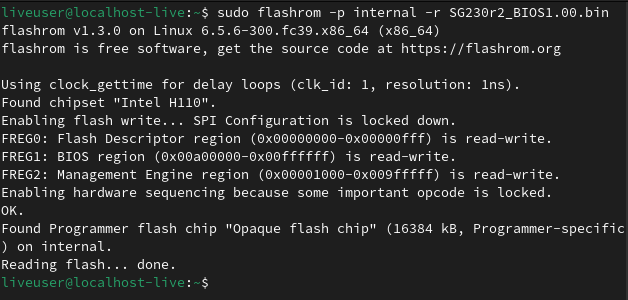 liveuser@localhost-live:~$ sudo flashrom -p internal -r SG230r2_BIOS1.00.bin
flashrom v1.3.0 on Linux 6.5.6-300.fc39.x86_64 (x86_64)
flashrom is free software, get the source code at https://flashrom.org

Using clock_gettime for delay loops (clk_id: 1, resolution: 1ns).
Found chipset "Intel H110".
Enabling flash write... SPI Configuration is locked down.
FREG0: Flash Descriptor region (0x00000000-0x00000fff) is read-write.
FREG1: BIOS region (0x00a00000-0x00ffffff) is read-write.
FREG2: Management Engine region (0x00001000-0x009fffff) is read-write.
Enabling hardware sequencing because some important opcode is locked.
OK.
Found Programmer flash chip "Opaque flash chip" (16384 kB, Programmer-specific
) on internal.
Reading flash... done.
liveuser@localhost-live:~$